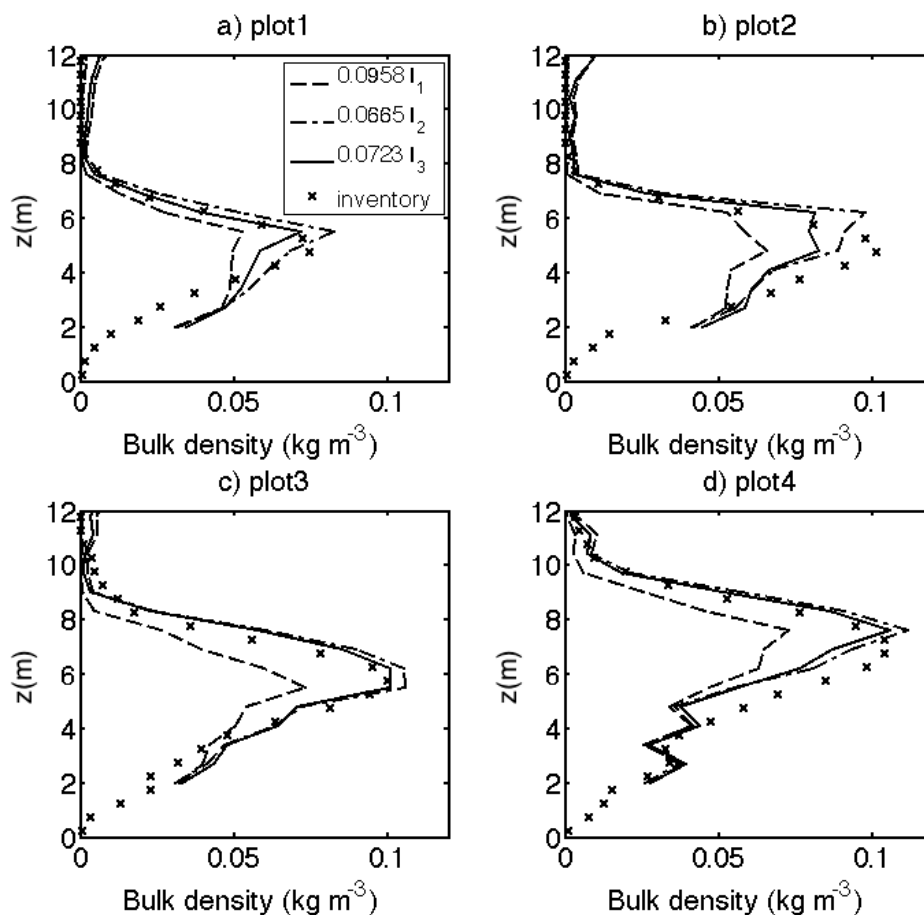 a) plot1
12
10
8
6
4
2
0
z(m)
0 0.05 0.1
Bulk density (kg m⁻³)
0.0958 I₁
0.0665 I₂
0.0723 I₃
inventory
b) plot2
12
10
8
6
4
2
0
z(m)
0 0.05 0.1
Bulk density (kg m⁻³)
c) plot3
12
10
8
6
4
2
0
z(m)
0 0.05 0.1
Bulk density (kg m⁻³)
d) plot4
12
10
8
6
4
2
0
z(m)
0 0.05 0.1
Bulk density (kg m⁻³)